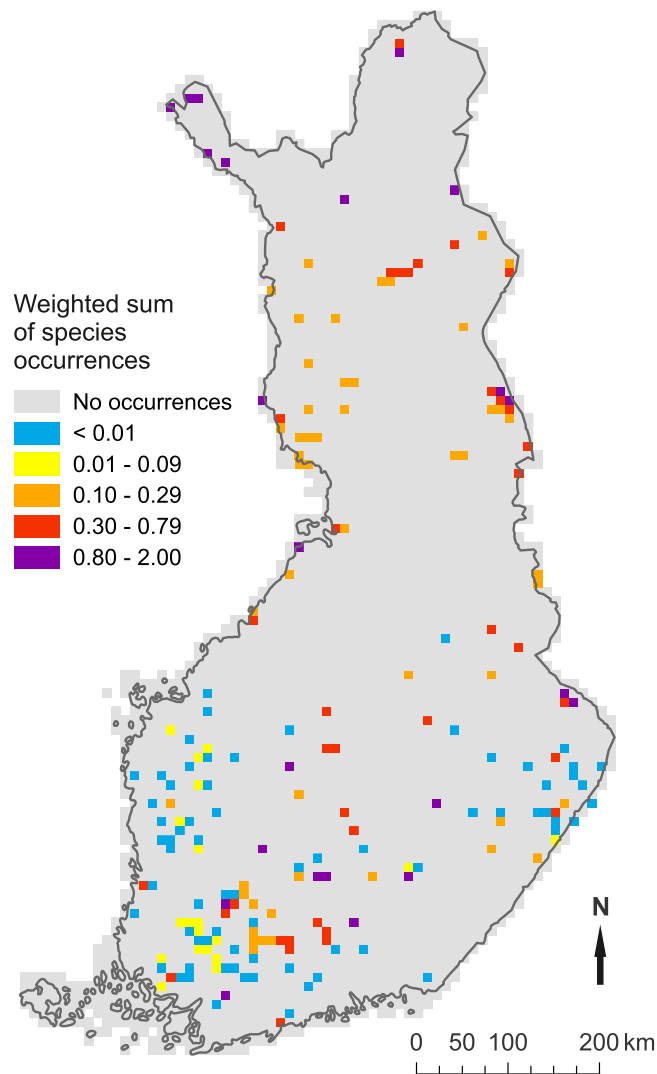 Weighted sum
of species
occurrences
No occurrences
< 0.01
0.01 - 0.09
0.10 - 0.29
0.30 - 0.79
0.80 - 2.00
N
0 50 100 200 km